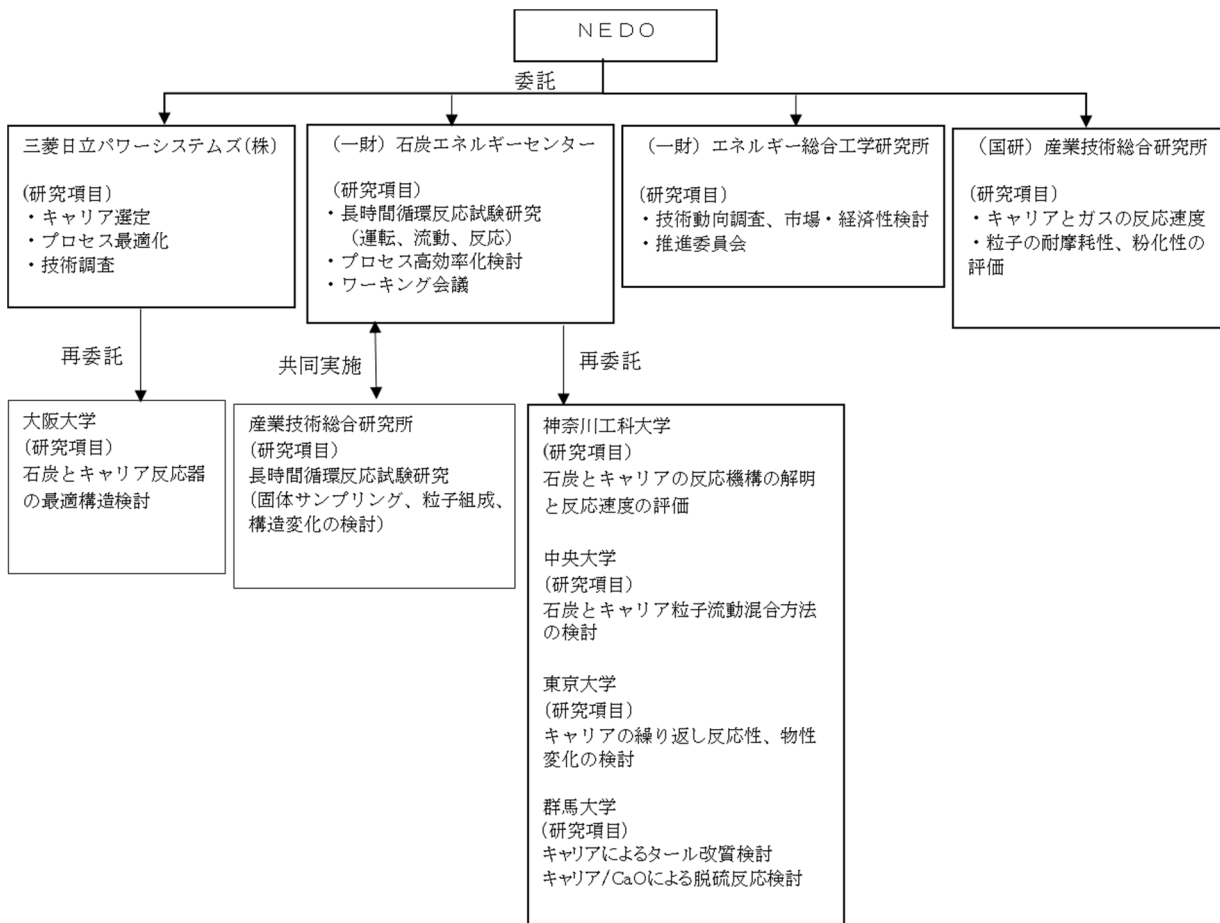 ＮＥＤＯ
委託
三菱日立パワーシステムズ(株)
(研究項目)
・キャリア選定
・プロセス最適化
・技術調査
(一財) 石炭エネルギーセンター
(研究項目)
・長時間循環反応試験研究
(運転、流動、反応)
・プロセス高効率化検討
・ワーキング会議
(一財) エネルギー総合工学研究所
(研究項目)
・技術動向調査、市場・経済性検討
・推進委員会
(国研) 産業技術総合研究所
(研究項目)
・キャリアとガスの反応速度
・粒子の耐摩耗性、粉化性の
評価
再委託
共同実施
再委託
大阪大学
(研究項目)
石炭とキャリア反応器
の最適構造検討
産業技術総合研究所
(研究項目)
長時間循環反応試験研究
(固体サンプリング、粒子組成、
構造変化の検討)
神奈川工科大学
(研究項目)
石炭とキャリアの反応機構の解明
と反応速度の評価
中央大学
(研究項目)
石炭とキャリア粒子流動混合方法
の検討
東京大学
(研究項目)
キャリアの繰り返し反応性、物性
変化の検討
群馬大学
(研究項目)
キャリアによるタール改質検討
キャリア/CaOによる脱硫反応検討